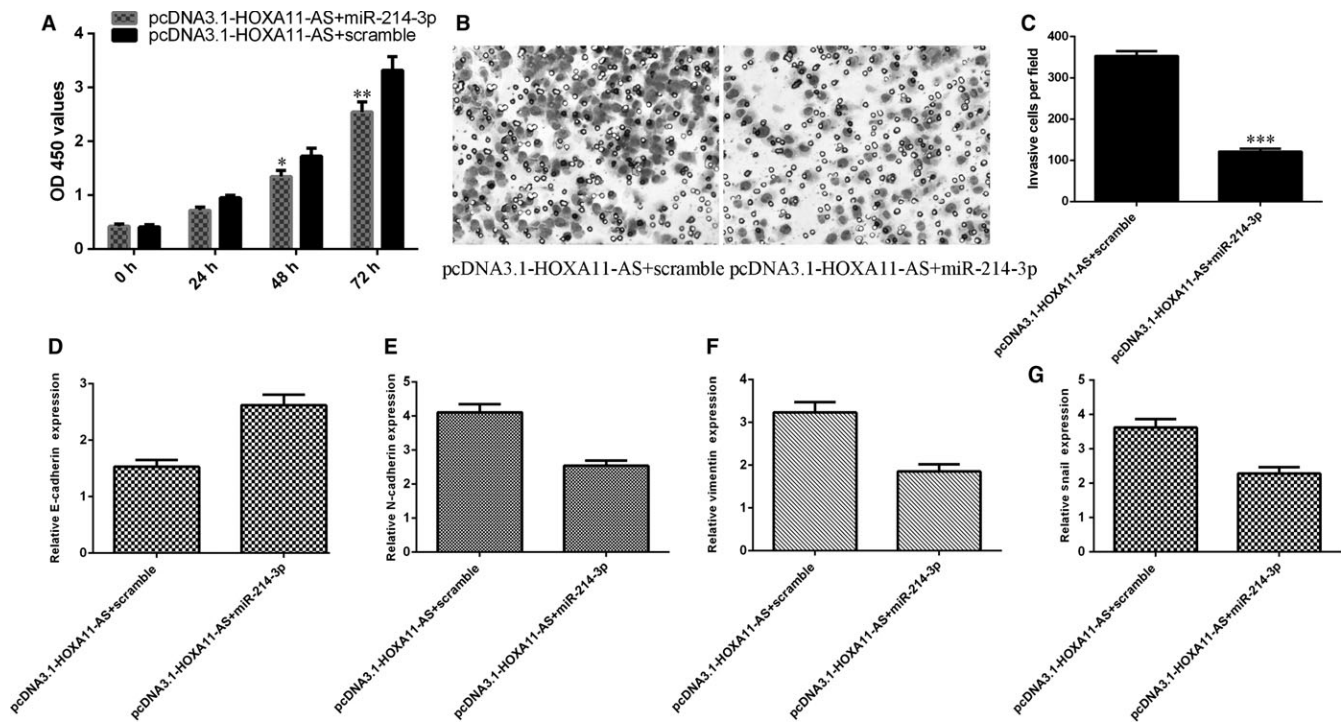 A
pcDNA3.1-HOXA11-AS+miR-214-3p
pcDNA3.1-HOXA11-AS+scramble
OD 450 values
4
3
2
1
0
*
**
0 h
24 h
48 h
72 h
B
pcDNA3.1-HOXA11-AS+scramble
pcDNA3.1-HOXA11-AS+miR-214-3p
C
Invasive cells per field
400
300
200
100
0
***
pcDNA3.1-HOXA11-AS+scramble
pcDNA3.1-HOXA11-AS+miR-214-3p
D
Relative E-cadherin expression
3
2
1
0
pcDNA3.1-HOXA11-AS+scramble
pcDNA3.1-HOXA11-AS+miR-214-3p
E
Relative N-cadherin expression
5
4
3
2
1
0
pcDNA3.1-HOXA11-AS+scramble
pcDNA3.1-HOXA11-AS+miR-214-3p
F
Relative vimentin expression
4
3
2
1
0
pcDNA3.1-HOXA11-AS+scramble
pcDNA3.1-HOXA11-AS+miR-214-3p
G
Relative snail expression
5
4
3
2
1
0
pcDNA3.1-HOXA11-AS+scramble
pcDNA3.1-HOXA11-AS+miR-214-3p